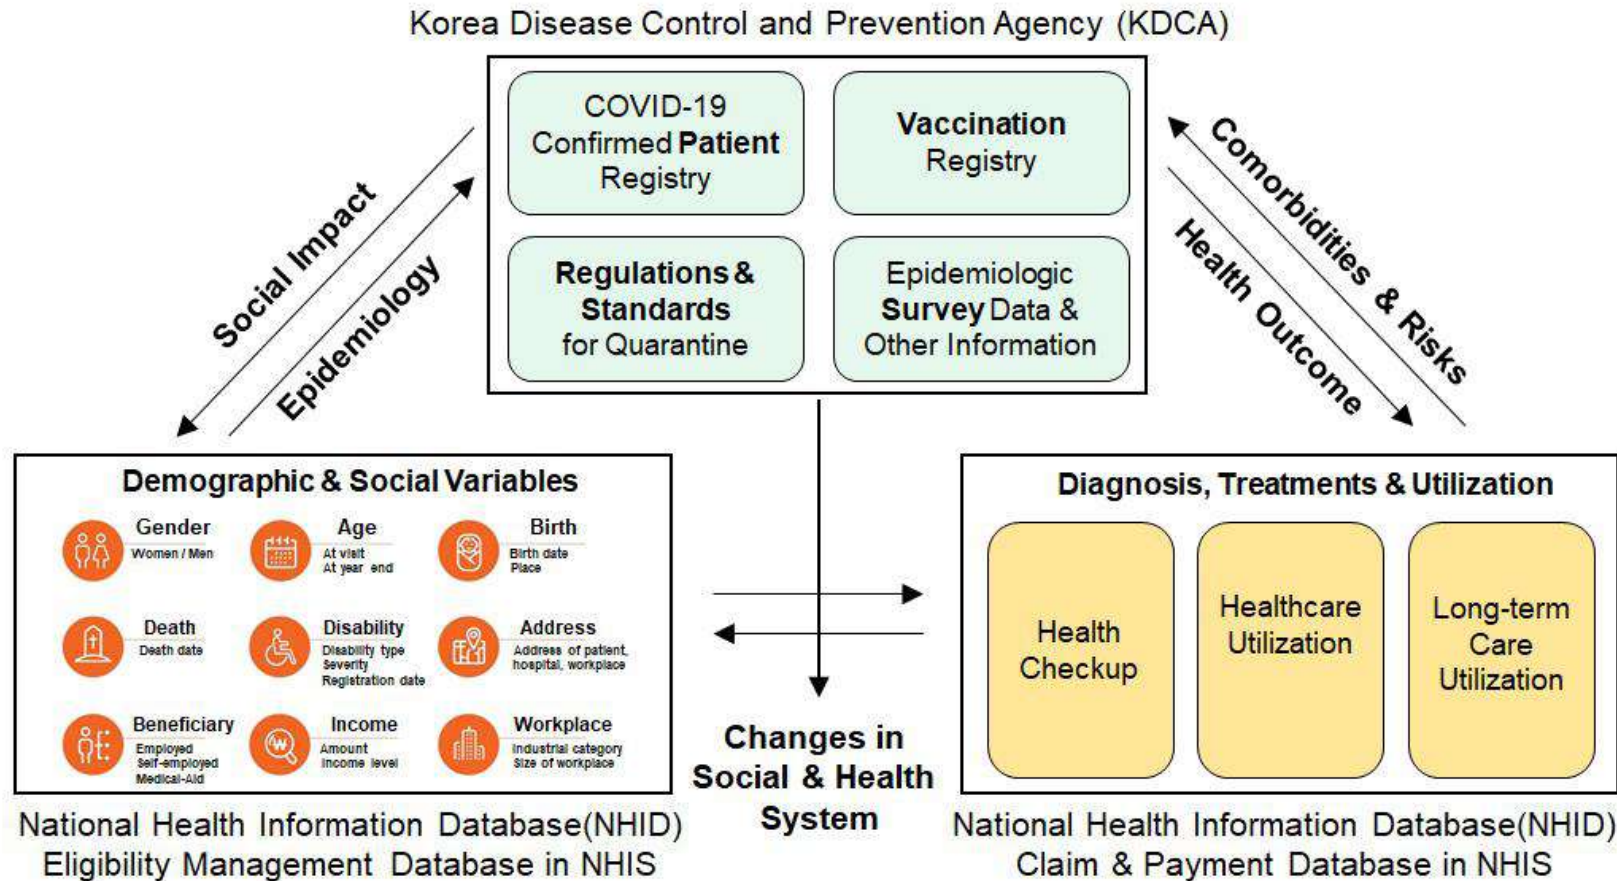 Korea Disease Control and Prevention Agency (KDCA)
COVID-19
Confirmed Patient
Registry
Vaccination
Registry
Regulations &
Standards
for Quarantine
Epidemiologic
Survey Data &
Other Information
Social Impact
Epidemiology
Comorbidities & Risks
Health Outcome
Demographic & Social Variables
Gender
Women / Men
Age
At visit
At year end
Birth
Birth date
Place
Death
Death date
Disability
Disability type
Severity
Registration date
Address
Address of patient,
hospital, workplace
Beneficiary
Employed
Self-employed
Medical-Aid
Income
Amount
Income level
Workplace
Industrial category
Size of workplace
National Health Information Database(NHID)
Eligibility Management Database in NHIS
Changes in
Social & Health
System
Diagnosis, Treatments & Utilization
Health
Checkup
Healthcare
Utilization
Long-term
Care
Utilization
National Health Information Database(NHID)
Claim & Payment Database in NHIS